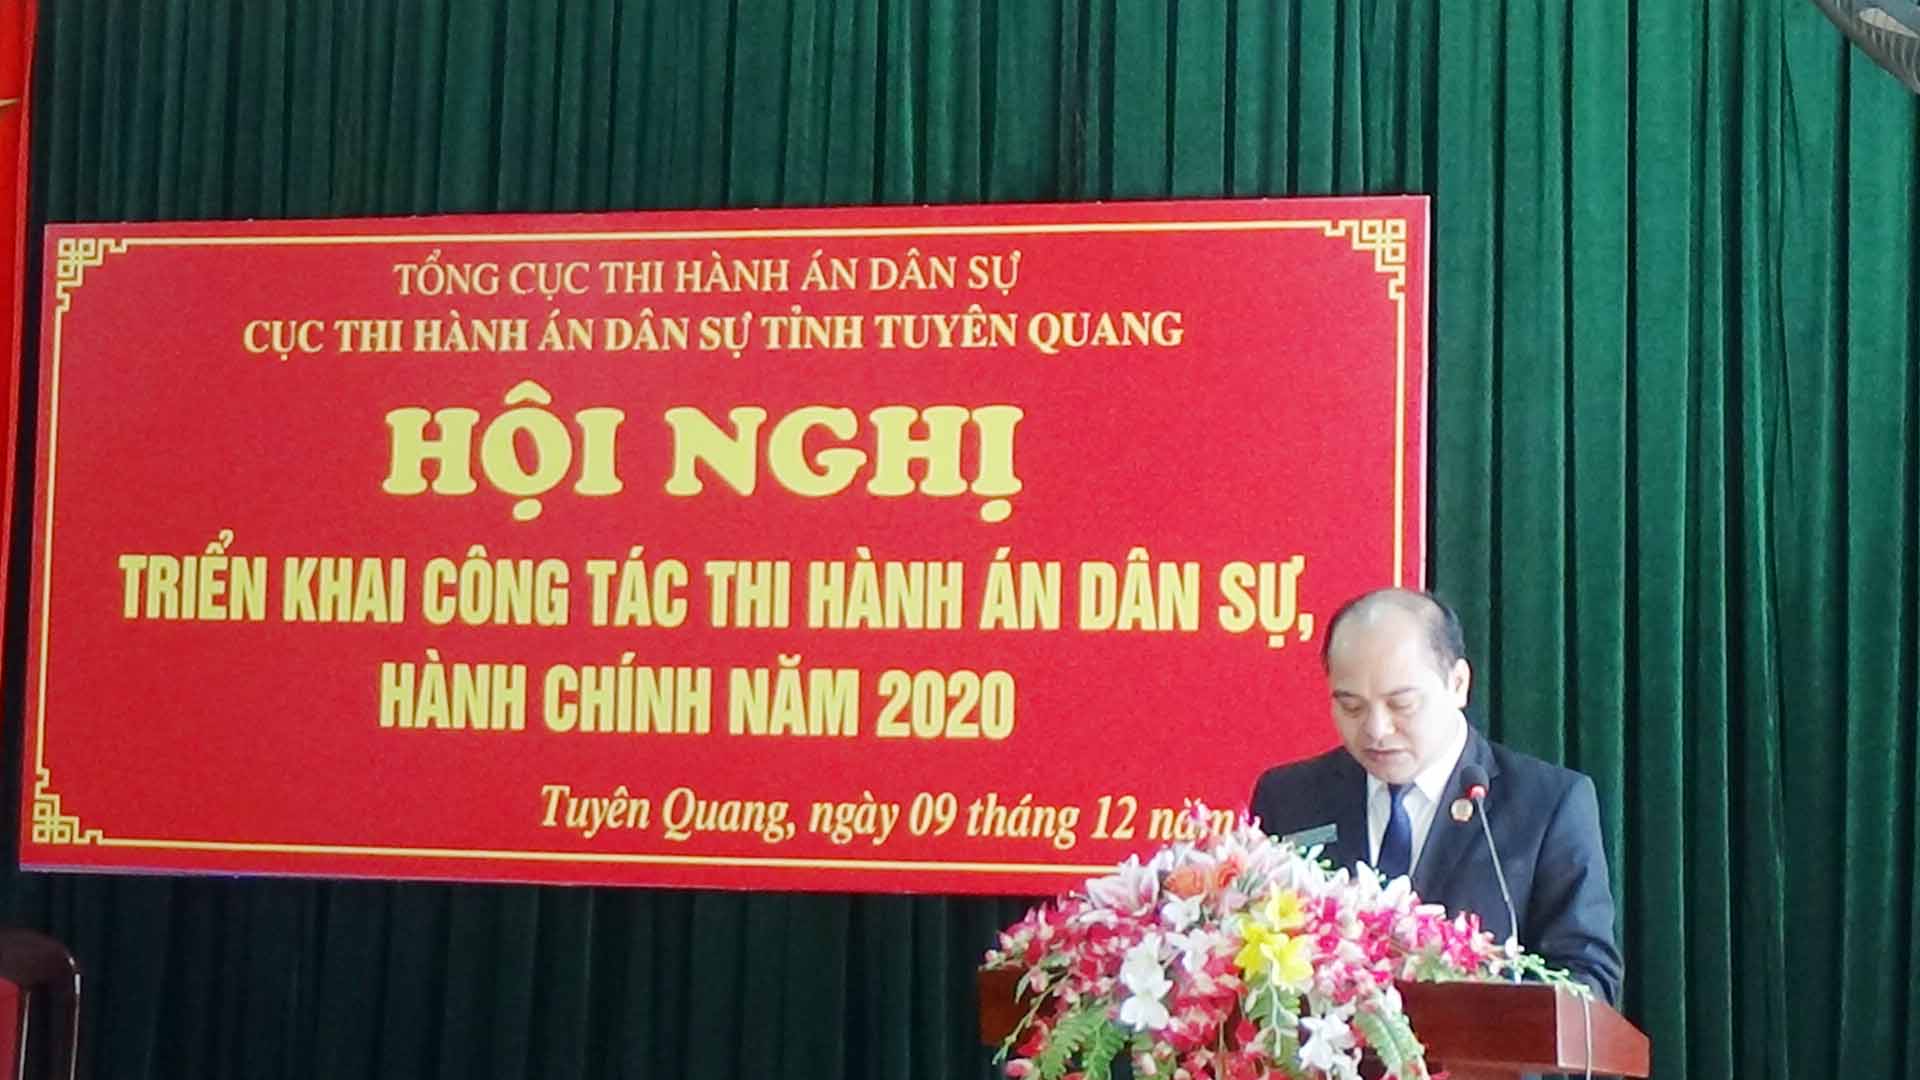 TỔNG CỤC THI HÀNH ÁN DÂN SỰ
CỤC THI HÀNH ÁN DÂN SỰ TỈNH TUYÊN QUANG
HỘI NGHỊ
TRIỂN KHAI CÔNG TÁC THI HÀNH ÁN DÂN SỰ,
HÀNH CHÍNH NĂM 2020
Tuyên Quang, ngày 09 tháng 12 năm